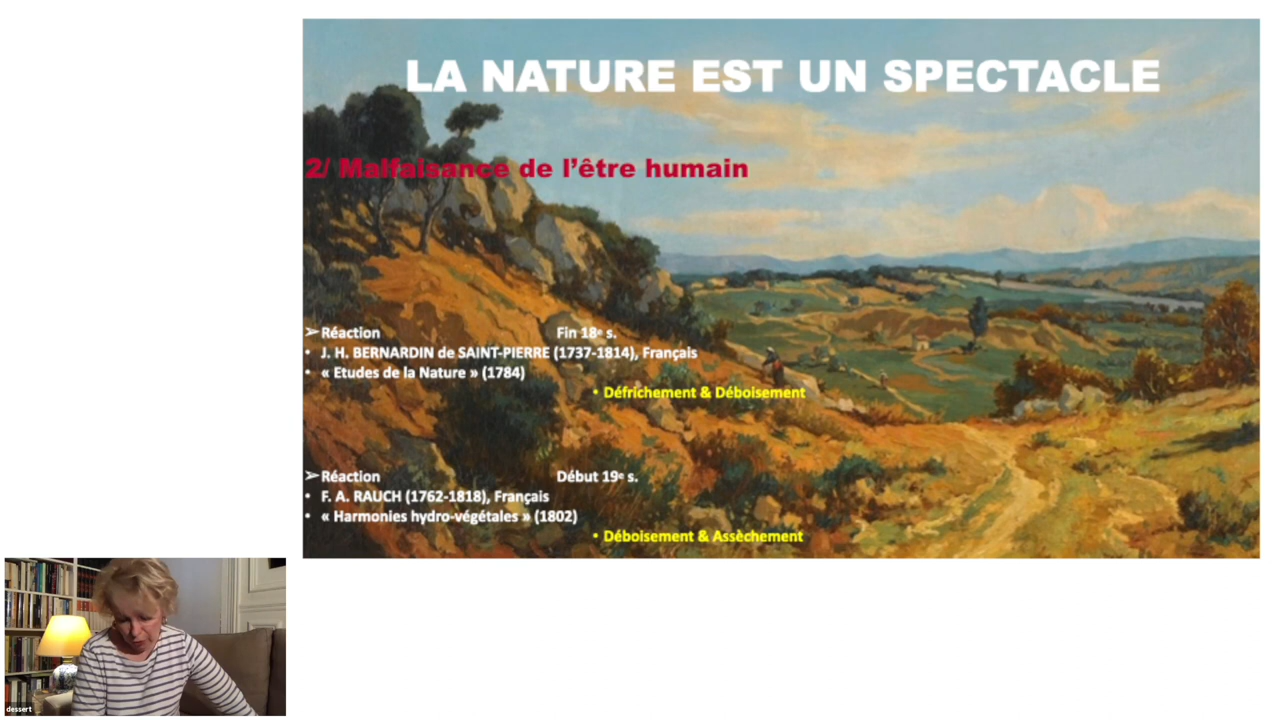 LA NATURE EST UN SPECTACLE
2/ Malfaisance de l'être humain
➢ Réaction Fin 18e s.
• J. H. BERNARDIN de SAINT-PIERRE (1737-1814), Français
• « Etudes de la Nature » (1784)
• Défrichement & Déboisement
➢ Réaction Début 19e s.
• F. A. RAUCH (1762-1818), Français
• « Harmonies hydro-végétales » (1802)
• Déboisement & Assèchement
dessert